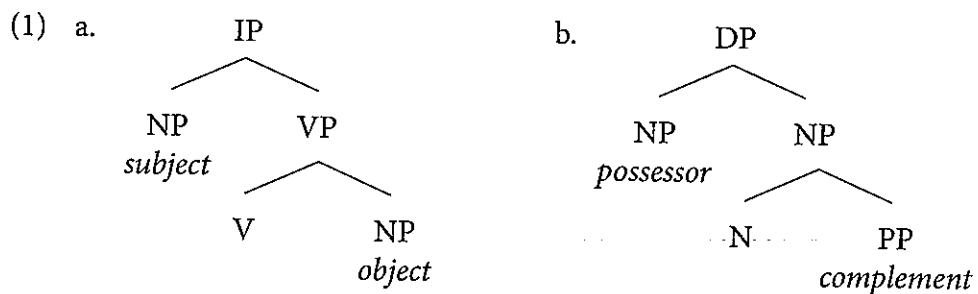 (1) a. IP b. DP
NP VP NP NP
subject possessor
V NP N PP
object complement